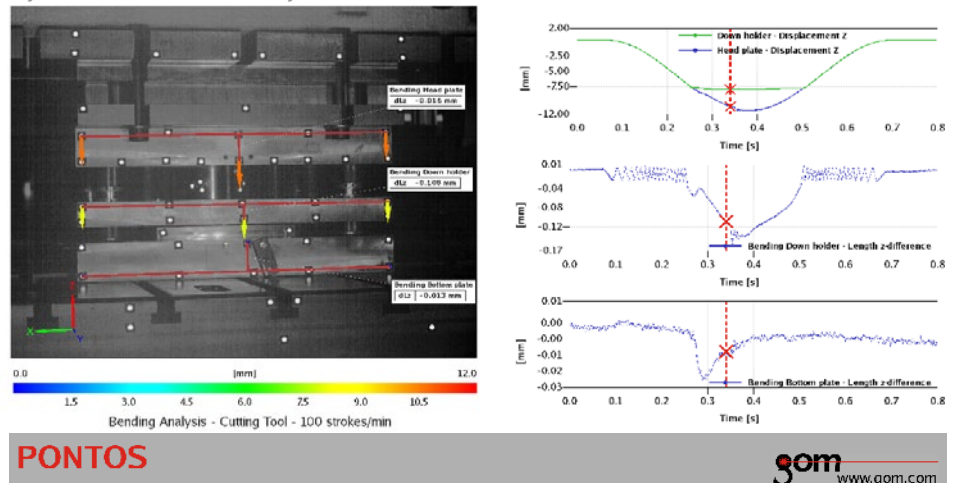 Bending Head plate
dLz -0.016 mm
Bending Down holder
dLz -0.109 mm
Bending Bottom plate
dLz -0.013 mm
X
Y
0.0 [mm] 12.0
1.5 3.0 4.5 6.0 7.5 9.0 10.5
Bending Analysis - Cutting Tool - 100 strokes/min
2.00
-2.50
-5.00
-7.50
-12.00
[mm]
Down holder - Displacement Z
Head plate - Displacement Z
0.0 0.1 0.2 0.3 0.4 0.5 0.6 0.7 0.8
Time [s]
0.01
-0.04
-0.08
-0.12
-0.17
[mm]
Bending Down holder - Length z-difference
0.0 0.1 0.2 0.3 0.4 0.5 0.6 0.7 0.8
Time [s]
0.01
0.00
-0.01
-0.02
-0.03
[mm]
Bending Bottom plate - Length z-difference
0.0 0.1 0.2 0.3 0.4 0.5 0.6 0.7 0.8
Time [s]
PONTOS
gom
www.gom.com